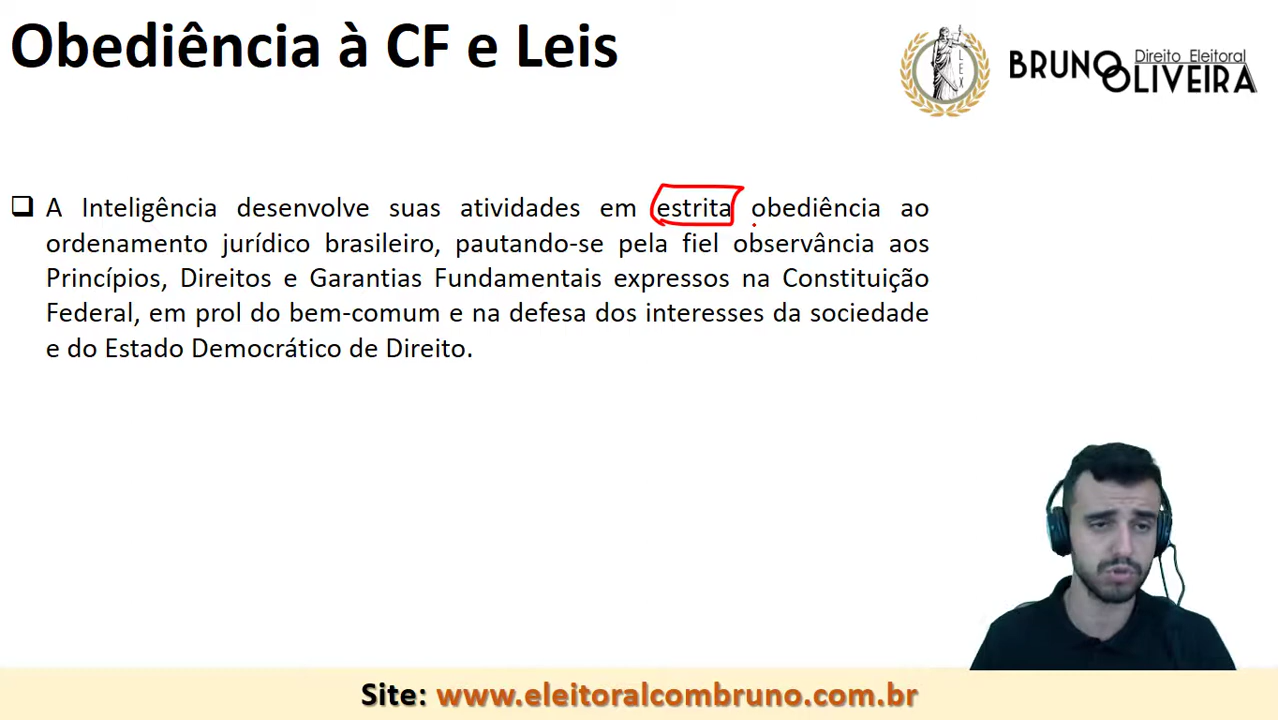 Obediência à CF e Leis
LEX
BRUNO
Direito Eleitoral
OLIVEIRA
A Inteligência desenvolve suas atividades em estrita obediência ao
ordenamento jurídico brasileiro, pautando-se pela fiel observância aos
Princípios, Direitos e Garantias Fundamentais expressos na Constituição
Federal, em prol do bem-comum e na defesa dos interesses da sociedade
e do Estado Democrático de Direito.
Site: www.eleitoralcombruno.com.br